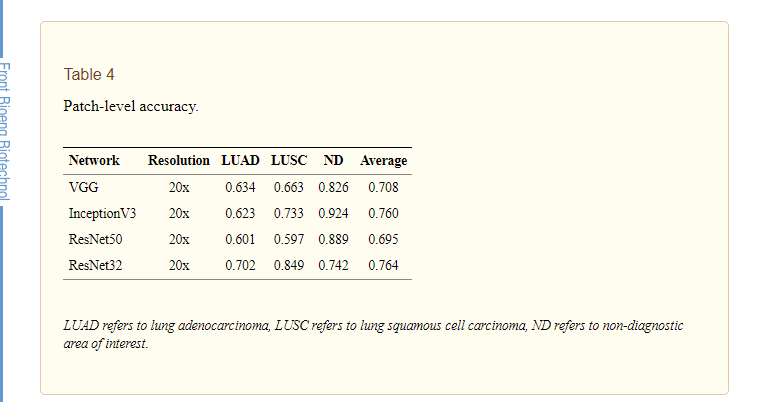 Front Bioeng Biotechnol
Table 4
Patch-level accuracy.
Network Resolution LUAD LUSC ND Average
VGG 20x 0.634 0.663 0.826 0.708
InceptionV3 20x 0.623 0.733 0.924 0.760
ResNet50 20x 0.601 0.597 0.889 0.695
ResNet32 20x 0.702 0.849 0.742 0.764
LUAD refers to lung adenocarcinoma, LUSC refers to lung squamous cell carcinoma, ND refers to non-diagnostic
area of interest.